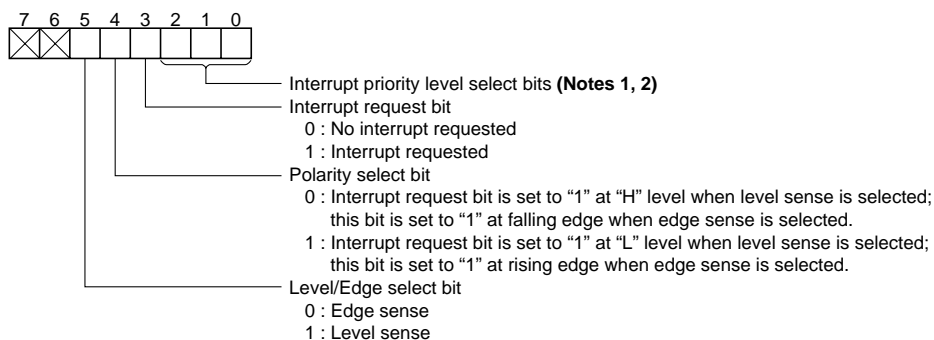 7 6 5 4 3 2 1 0
Interrupt priority level select bits (Notes 1, 2)
Interrupt request bit
0 : No interrupt requested
1 : Interrupt requested
Polarity select bit
0 : Interrupt request bit is set to “1” at “H” level when level sense is selected;
this bit is set to “1” at falling edge when edge sense is selected.
1 : Interrupt request bit is set to “1” at “L” level when level sense is selected;
this bit is set to “1” at rising edge when edge sense is selected.
Level/Edge select bit
0 : Edge sense
1 : Level sense